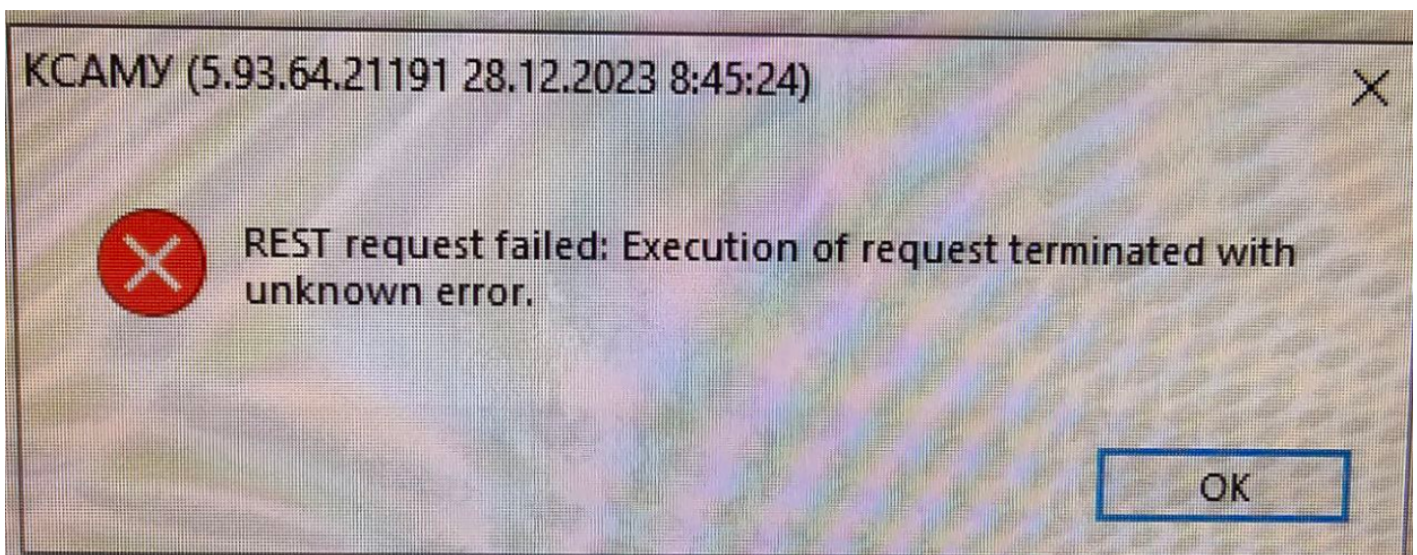 КСАМУ (5.93.64.21191 28.12.2023 8:45:24)
REST request failed: Execution of request terminated with
unknown error.
OK